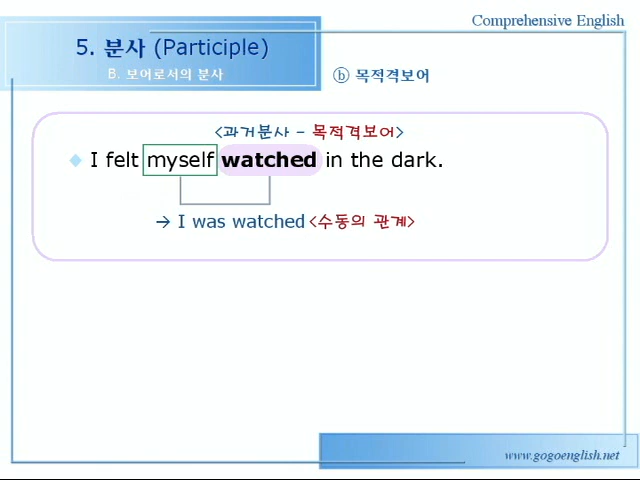 Comprehensive English
5. 분사 (Participle)
B. 보어로서의 분사
ⓑ 목적격보어
<과거분사 - 목적격보어>
I felt myself watched in the dark.
→ I was watched <수동의 관계>
www.gogoenglish.net